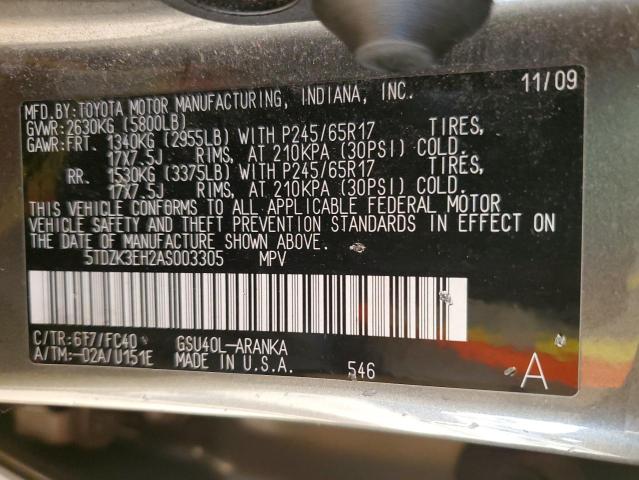 11/09
MFD.BY:TOYOTA MOTOR MANUFACTURING, INDIANA, INC.
GVWR:2630KG (5800LB)
GAWR:FRT. 1340KG (2955LB) WITH P245/65R17 TIRES,
17X7.5J RIMS, AT 210KPA (30PSI) COLD.
RR. 1530KG (3375LB) WITH P245/65R17 TIRES,
17X7.5J RIMS, AT 210KPA (30PSI) COLD.
THIS VEHICLE CONFORMS TO ALL APPLICABLE FEDERAL MOTOR
VEHICLE SAFETY AND THEFT PREVENTION STANDARDS IN EFFECT ON
THE DATE OF MANUFACTURE SHOWN ABOVE.
5TDZK3EH2AS003305 MPV
C/TR:6T7/FC40 GSU40L-ARANKA
A/TM:-02A/U151E MADE IN U.S.A. 546 A